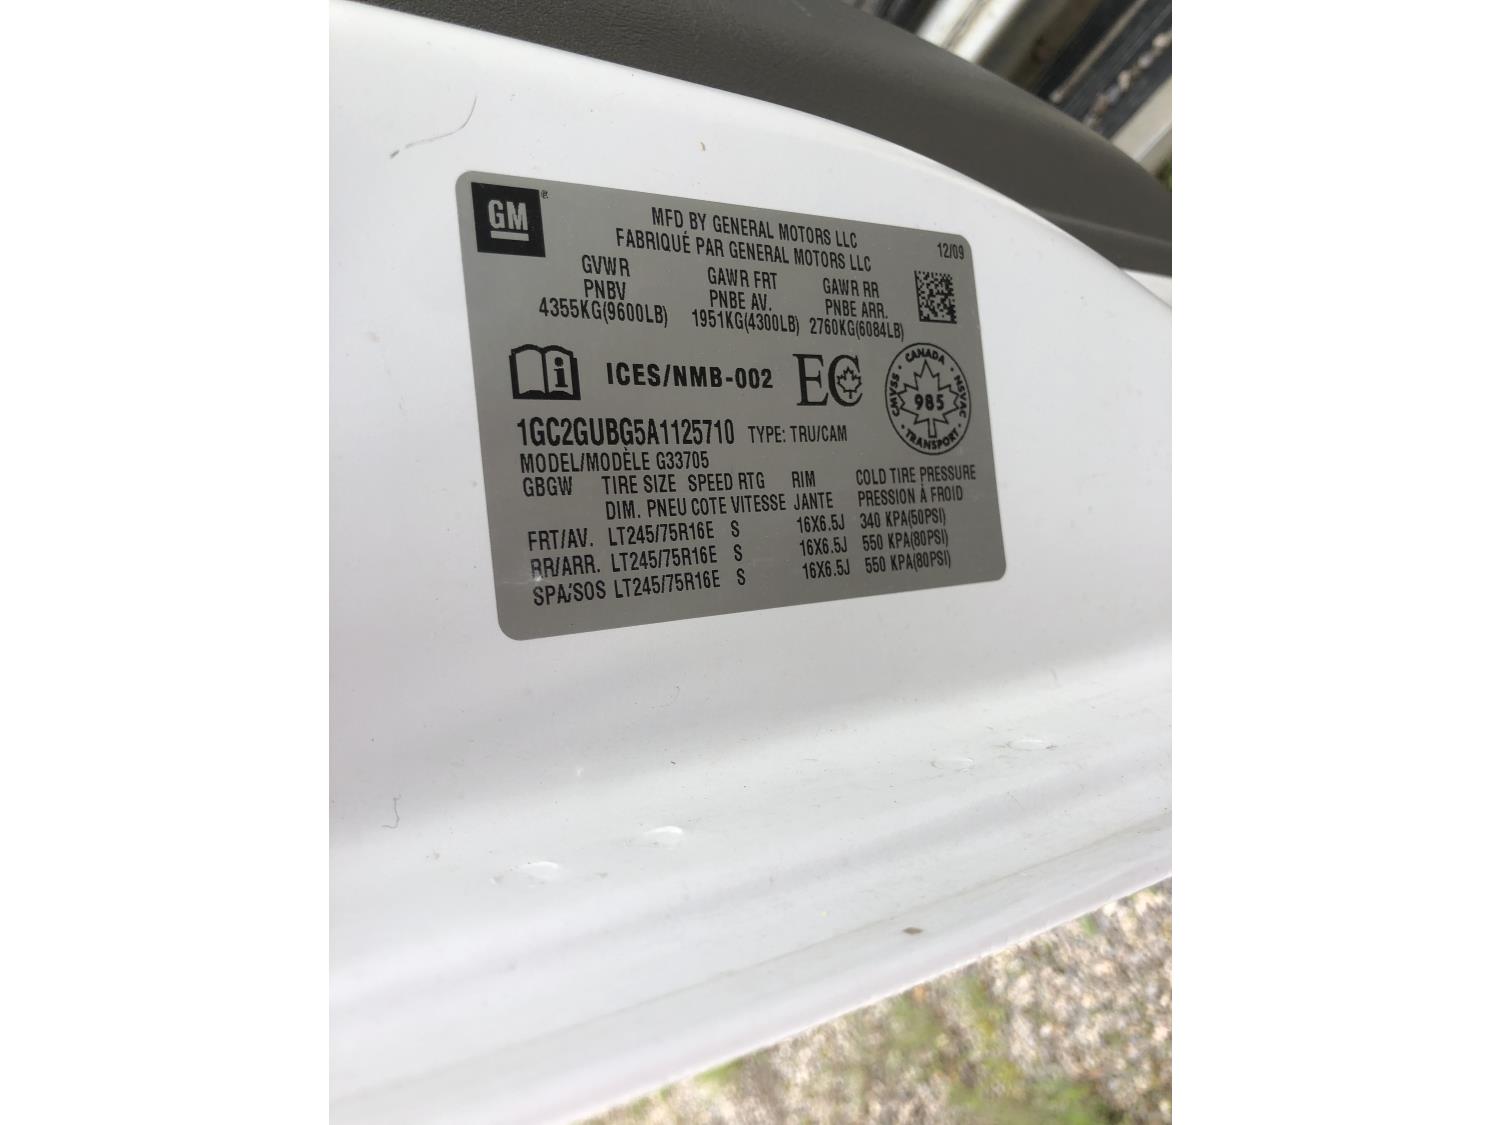 GM ®
MFD BY GENERAL MOTORS LLC
FABRIQUÉ PAR GENERAL MOTORS LLC
12/09
GVWR GAWR FRT GAWR RR
PNBV PNBE AV. PNBE ARR.
4355KG(9600LB) 1951KG(4300LB) 2760KG(6084LB)
i ICES/NMB-002 EC
CANADA
CMVSS 985 NSVAC
TRANSPORT
1GC2GUBG5A1125710 TYPE: TRU/CAM
MODEL/MODÈLE G33705
GBGW TIRE SIZE SPEED RTG RIM COLD TIRE PRESSURE
DIM. PNEU COTE VITESSE JANTE PRESSION À FROID
FRT/AV. LT245/75R16E S 16X6.5J 340 KPA(50PSI)
RR/ARR. LT245/75R16E S 16X6.5J 550 KPA(80PSI)
SPA/SOS LT245/75R16E S 16X6.5J 550 KPA(80PSI)